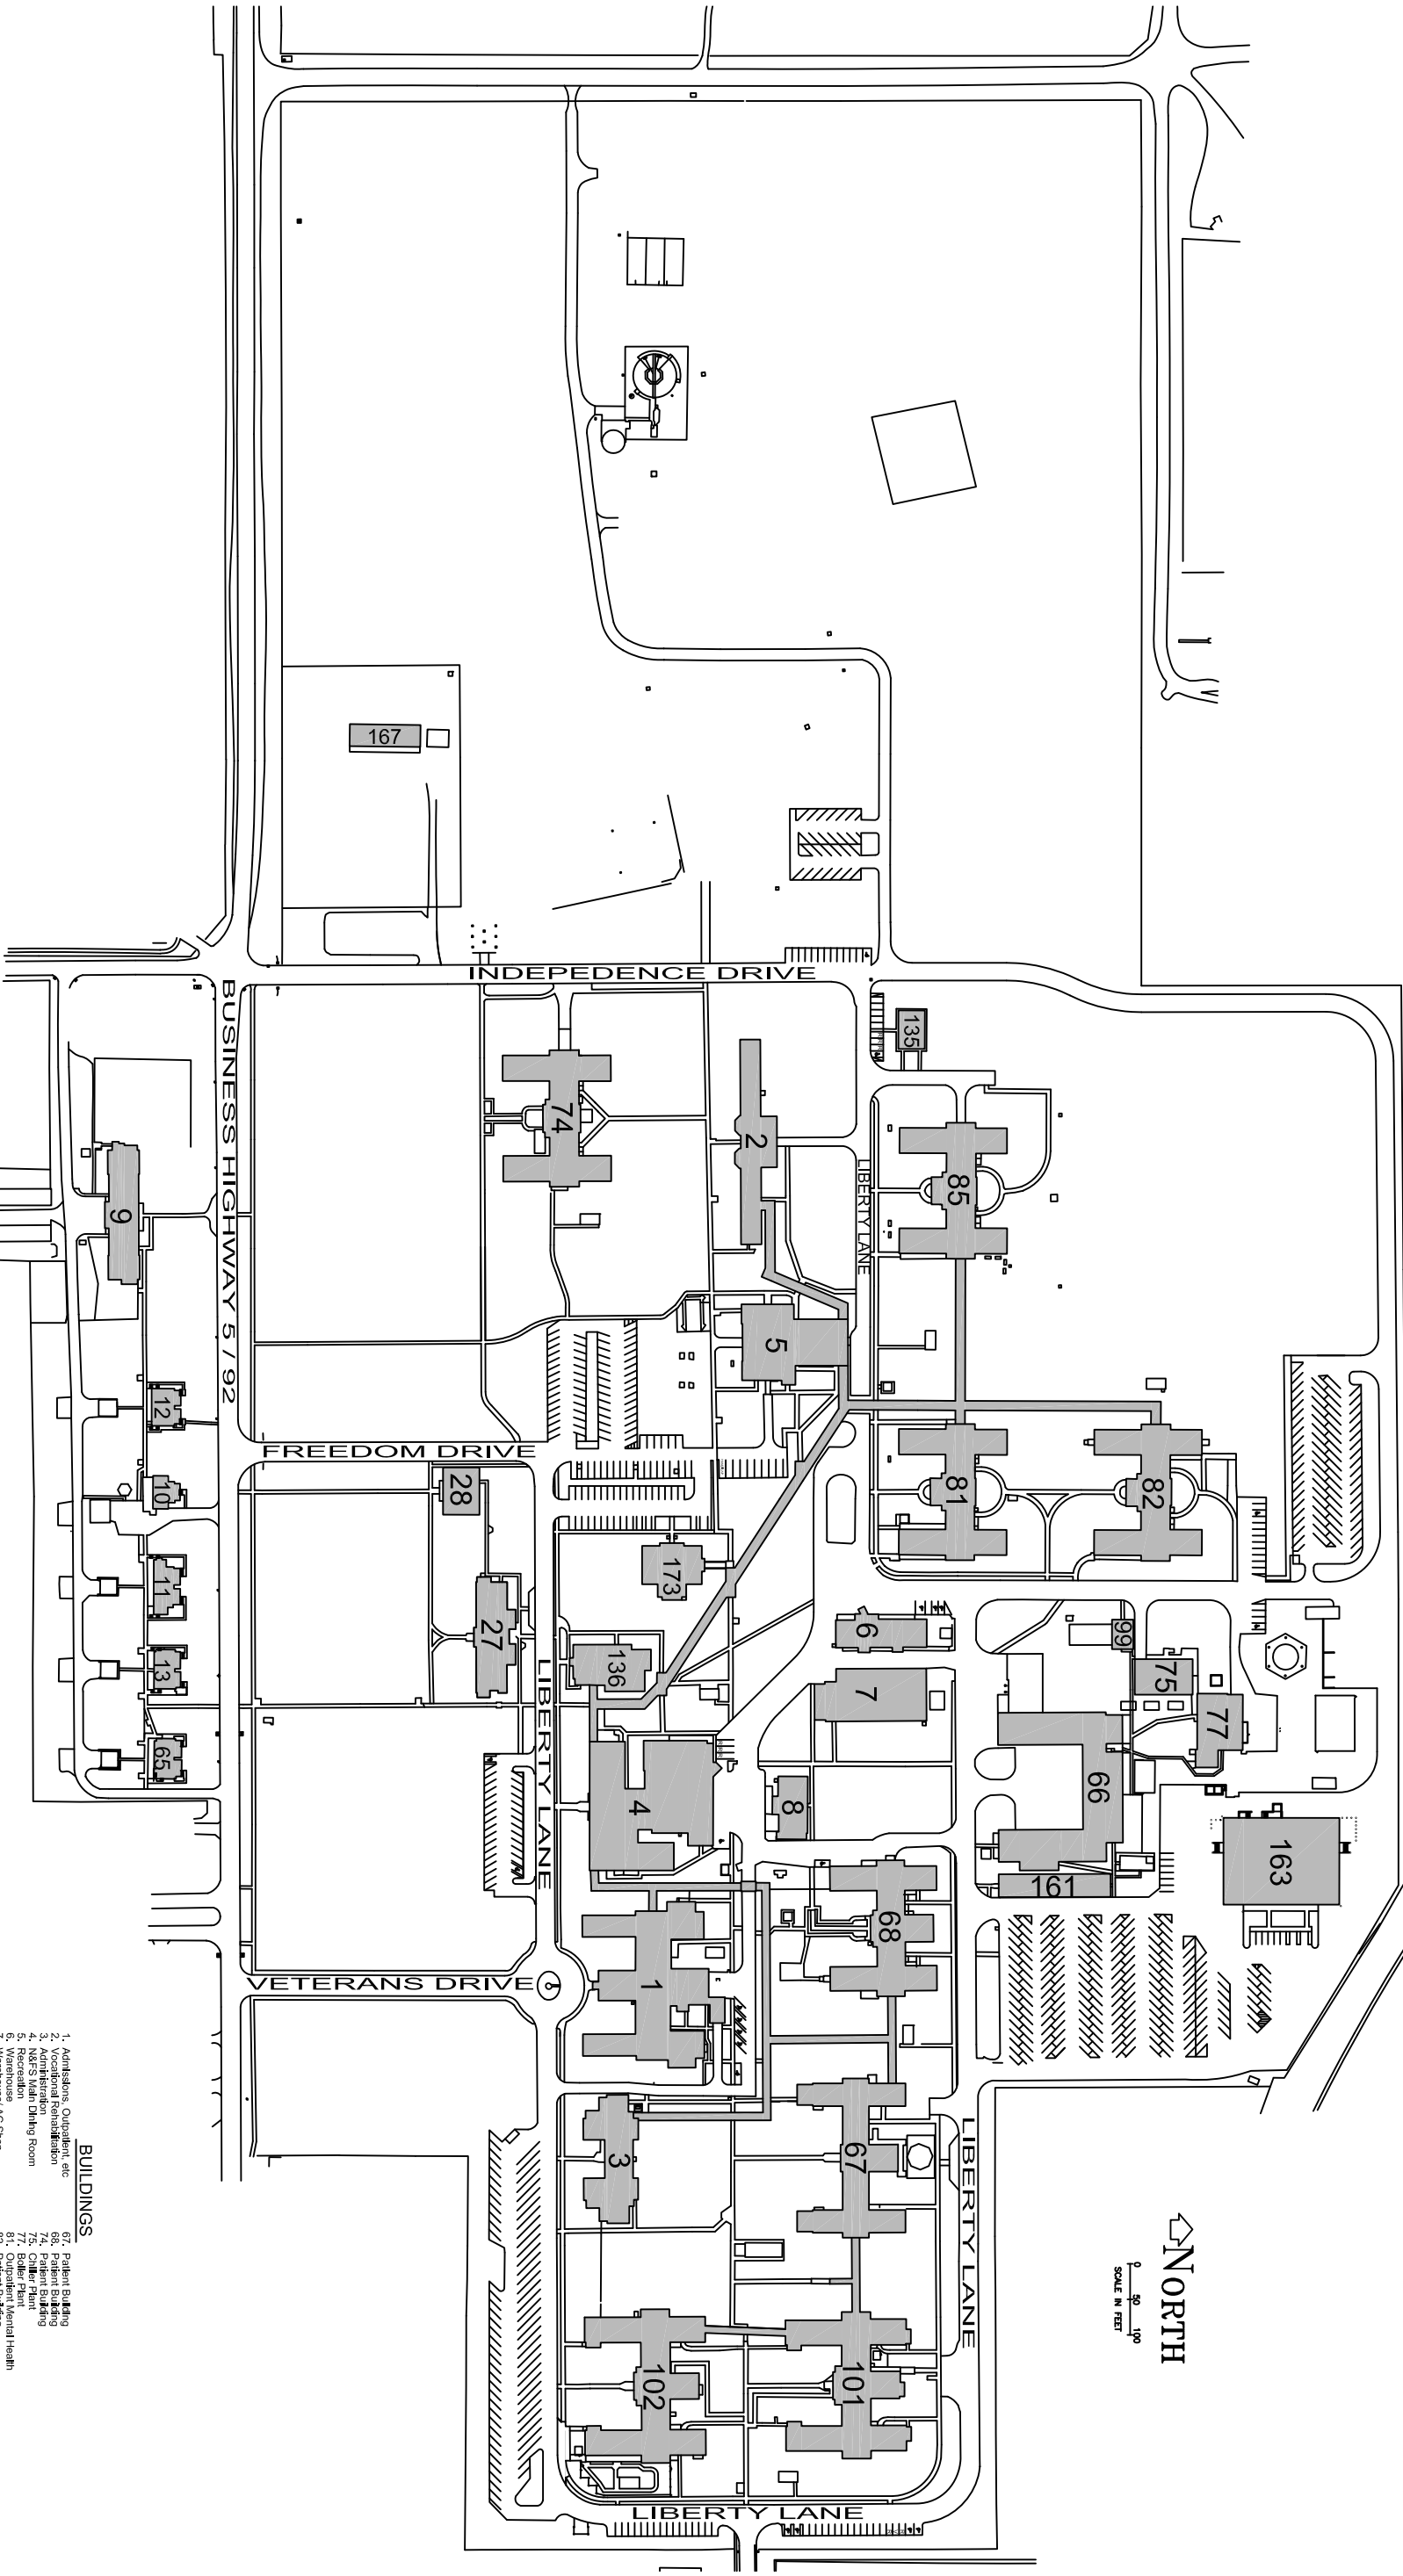 167
INDEPEDENCE DRIVE
BUSINESS HIGHWAY 5 / 92
135
74
2
LIBERTY LANE
85
9
5
12
FREEDOM DRIVE
10
28
81
82
11
173
13
27
136
6
99
75
7
77
65
LIBERTY LANE
4
8
66
163
161
68
VETERANS DRIVE
1
3
67
LIBERTY LANE
NORTH
0 50 100
SCALE IN FEET
102
101
LIBERTY LANE
BUILDINGS
1. Admissions, Outpatient, etc
2. Vocational Rehabilitation
3. Administration
4. N&FS Main Dining Room
5. Recreation
6. Warehouse
67. Patient Building
68. Patient Building
74. Patient Building
75. Chiller Plant
77. Boiler Plant
81. Outpatient Mental Health